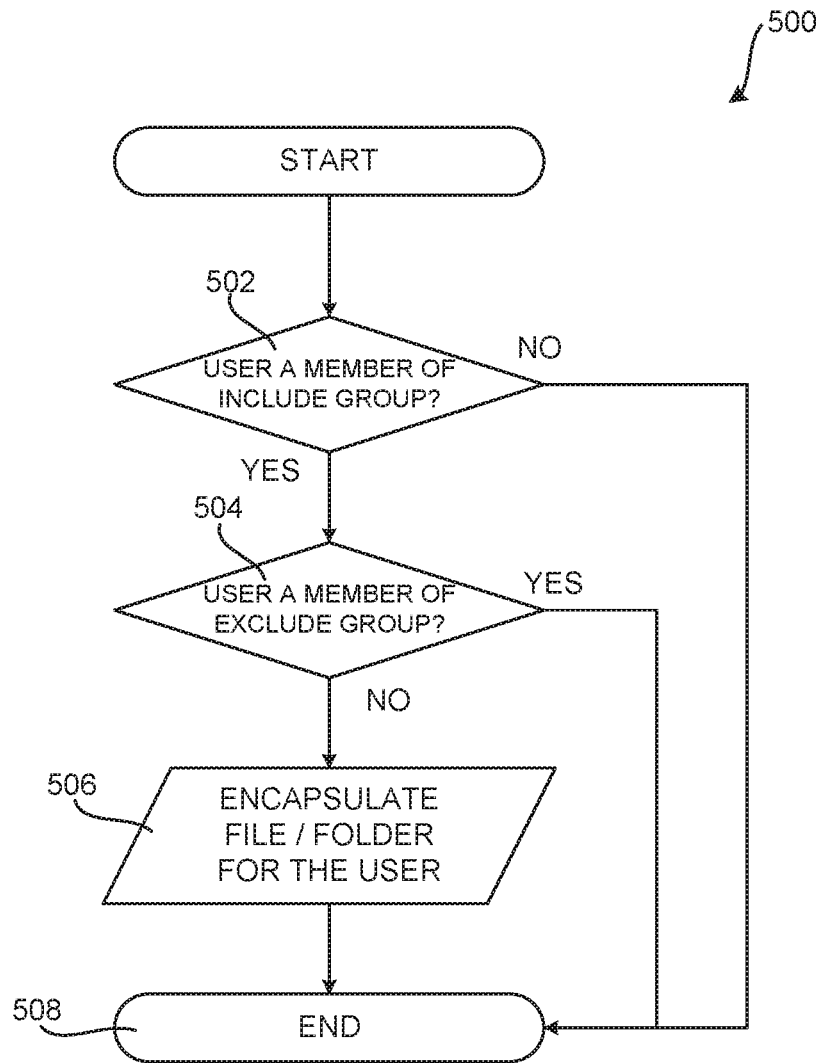 500
START
502
USER A MEMBER OF
INCLUDE GROUP?
NO
YES
504
USER A MEMBER OF
EXCLUDE GROUP?
YES
NO
506
ENCAPSULATE
FILE / FOLDER
FOR THE USER
508
END